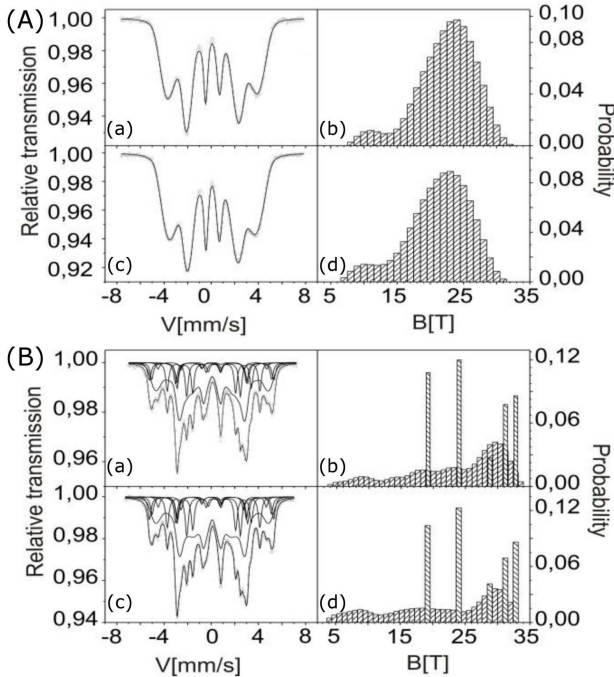 (A)
1,00
0,98
0,96
0,94
(a)
(b)
0,10
0,08
0,04
0,00
Relative transmission
Probability
1,00
0,98
0,96
0,94
0,92
(c)
(d)
0,08
0,04
0,00
-8 -4 0 4 8
5 15 25 35
V[mm/s]
B[T]
(B)
1,00
0,98
0,96
(a)
(b)
0,12
0,06
0,00
Relative transmission
Relative transmission
Probability
1,00
0,98
0,96
0,94
(c)
(d)
0,12
0,06
0,00
-8 -4 0 4 8
5 15 25 35
V[mm/s]
B[T]